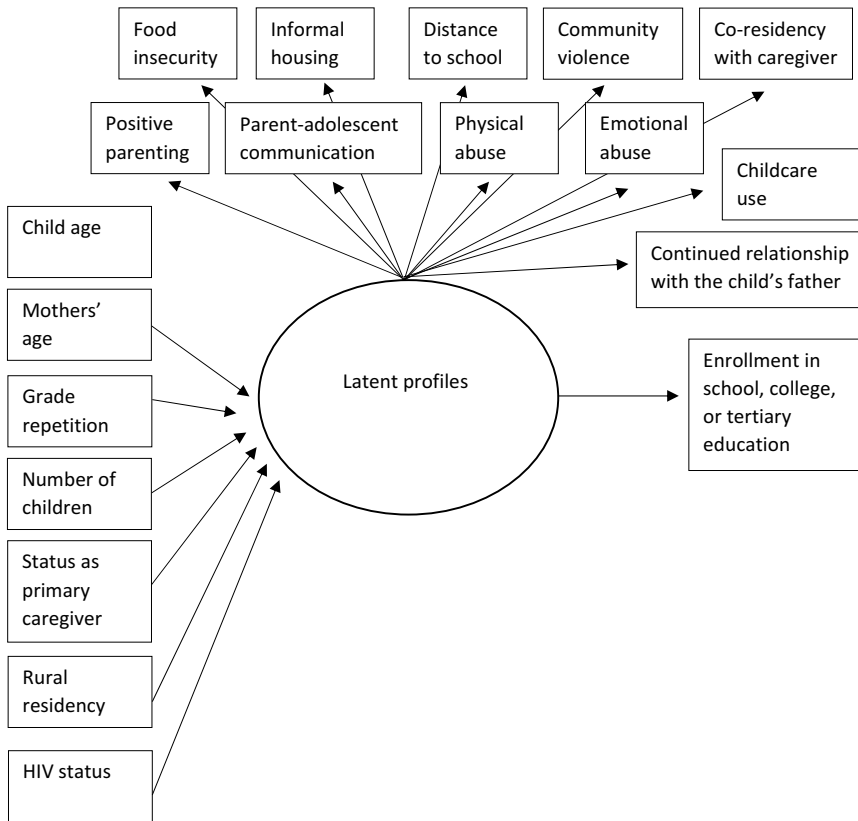 Food
insecurity
Informal
housing
Distance
to school
Community
violence
Co-residency
with caregiver
Positive
parenting
Parent-adolescent
communication
Physical
abuse
Emotional
abuse
Childcare
use
Child age
Continued relationship
with the child’s father
Mothers’
age
Latent profiles
Enrollment in
school, college,
or tertiary
education
Grade
repetition
Number of
children
Status as
primary
caregiver
Rural
residency
HIV status